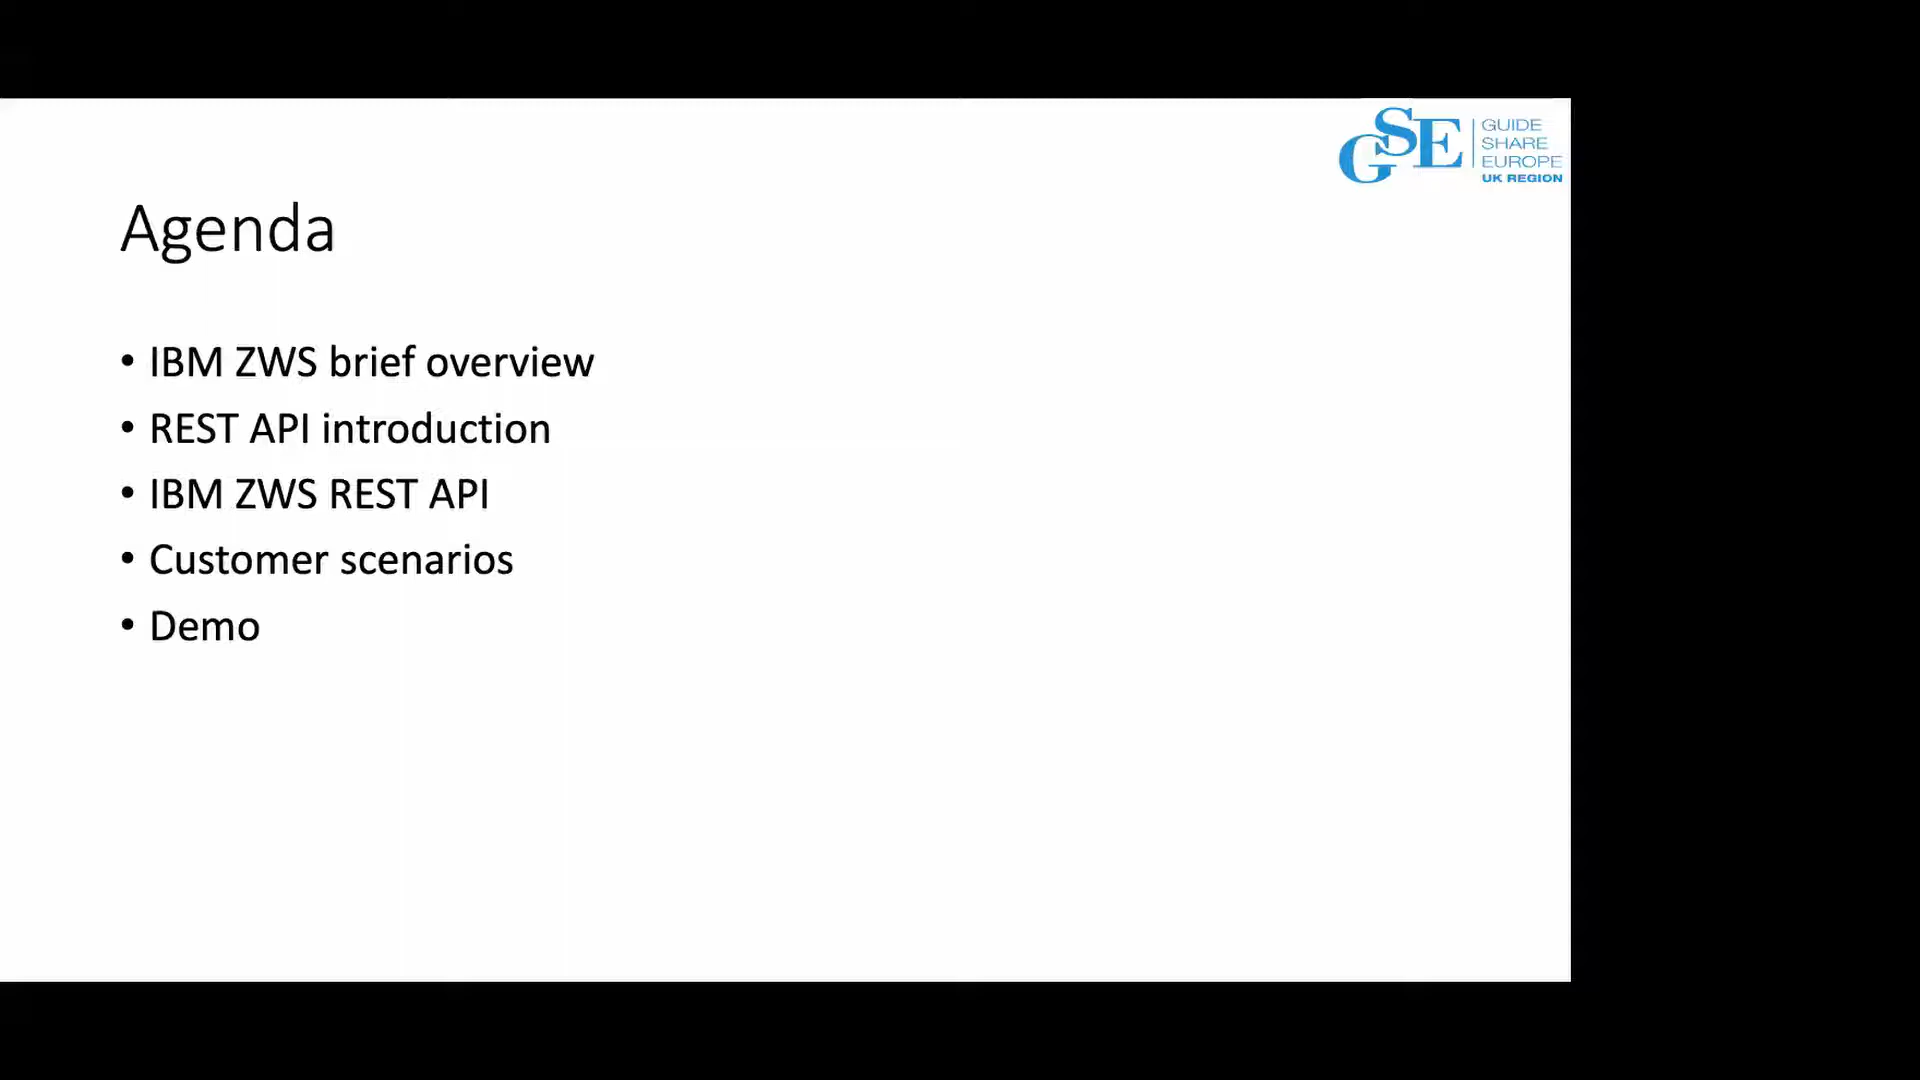 GSE
GUIDE
SHARE
EUROPE
UK REGION
Agenda
• IBM ZWS brief overview
• REST API introduction
• IBM ZWS REST API
• Customer scenarios
• Demo